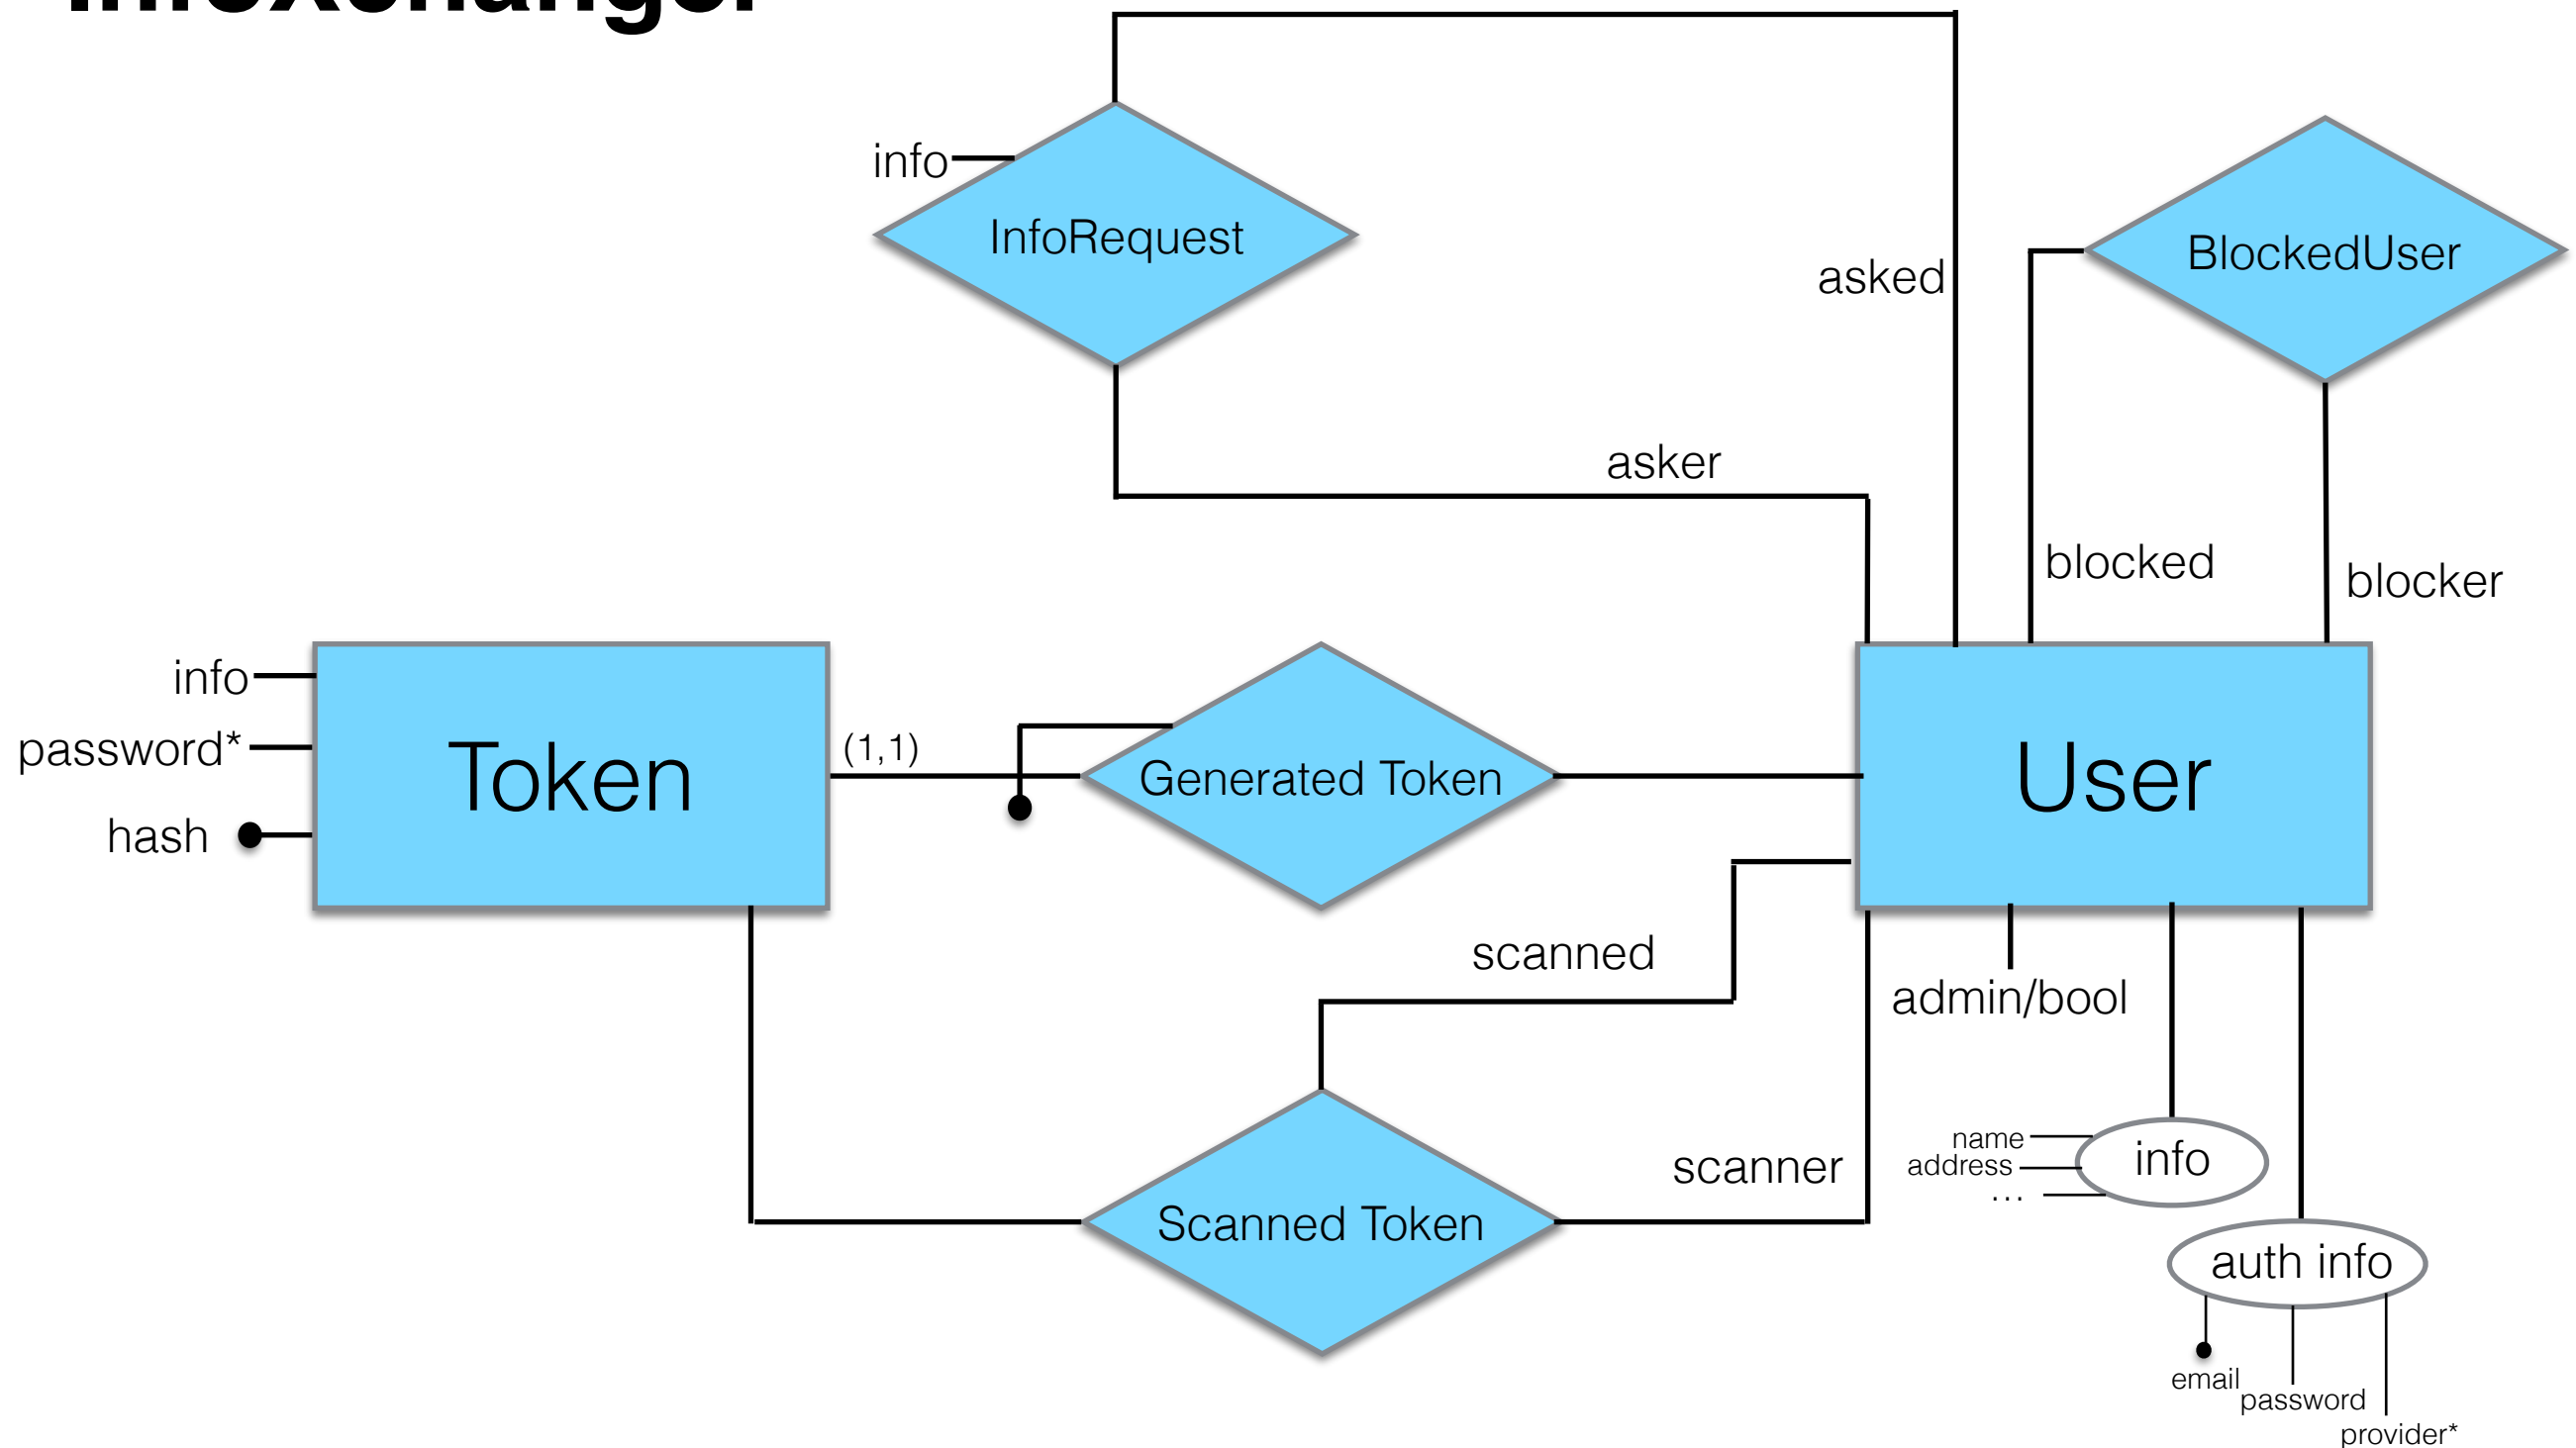 InfoXchanger
info
InfoRequest
BlockedUser
asked
asker
blocked
blocker
info
password*
hash
Token
(1,1)
Generated Token
User
scanned
admin/bool
scanner
Scanned Token
name
address
...
info
auth info
email
password
provider*